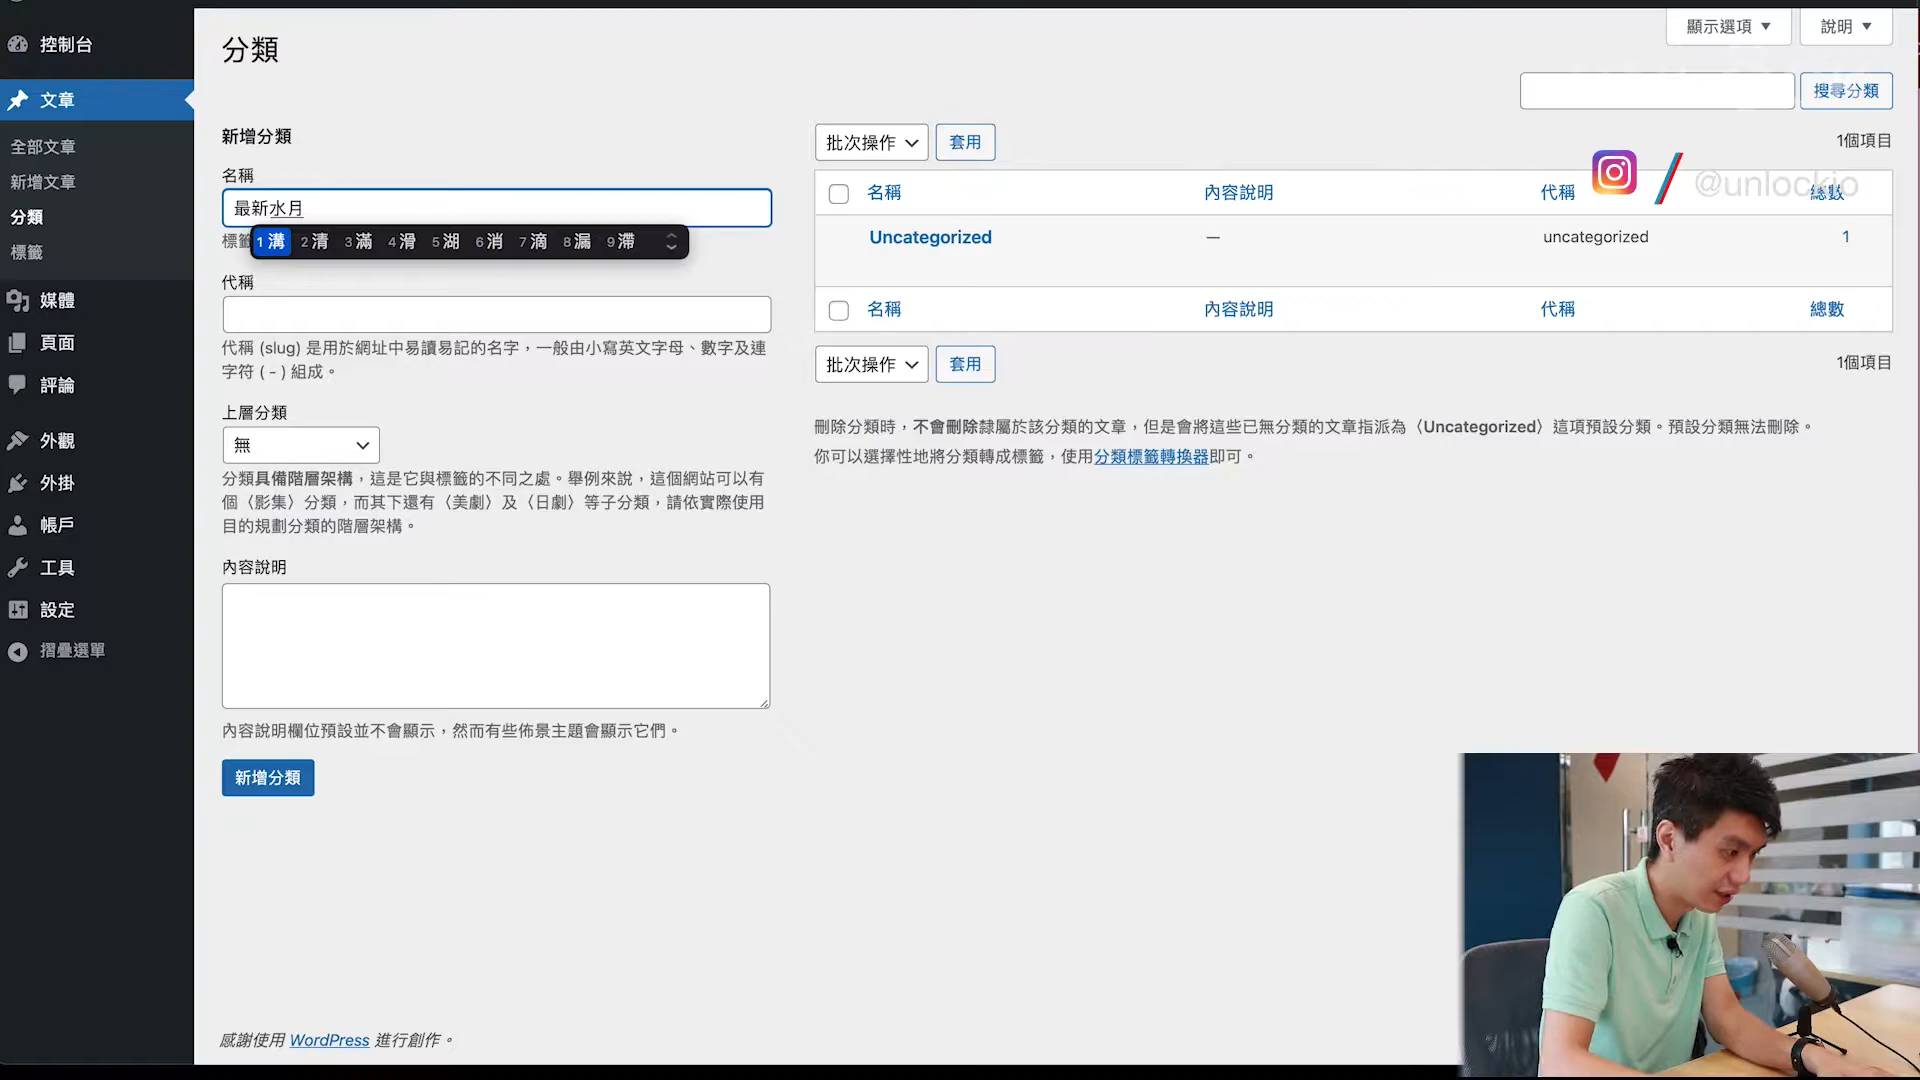 控制台
文章
全部文章
新增文章
分類
標籤
媒體
頁面
評論
外觀
外掛
帳戶
工具
設定
摺疊選單
分類
顯示選項 ▼
說明 ▼
搜尋分類
新增分類
名稱
最新水月
標籤
1 溝 2 清 3 滿 4 滑 5 湖 6 消 7 滴 8 漏 9 滯
代稱
代稱 (slug) 是用於網址中易讀易記的名字，一般由小寫英文字母、數字及連
字符 ( - ) 組成。
上層分類
無
分類具備階層架構，這是它與標籤的不同之處。舉例來說，這個網站可以有
個〈影集〉分類，而其下還有〈美劇〉及〈日劇〉等子分類，請依實際使用
目的規劃分類的階層架構。
內容說明
內容說明欄位預設並不會顯示，然而有些佈景主題會顯示它們。
新增分類
批次操作 套用
1個項目
@unlockio
名稱 內容說明 代稱 總數
Uncategorized — uncategorized 1
名稱 內容說明 代稱 總數
批次操作 套用
1個項目
刪除分類時，不會刪除隸屬於該分類的文章，但是會將這些已無分類的文章指派為〈Uncategorized〉這項預設分類。預設分類無法刪除。
你可以選擇性地將分類轉成標籤，使用分類標籤轉換器即可。
感謝使用 WordPress 進行創作。